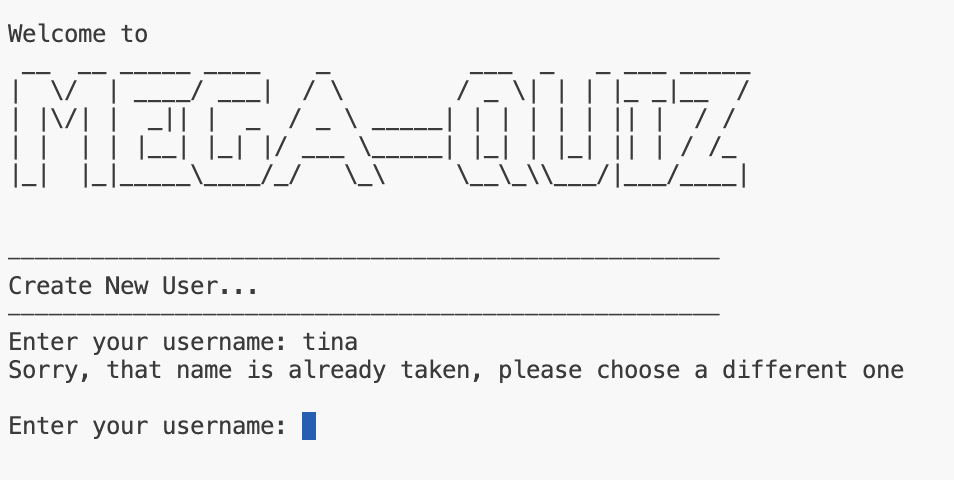 Welcome to
MEGA-QUIZ
Create New User...
Enter your username: tina
Sorry, that name is already taken, please choose a different one
Enter your username: